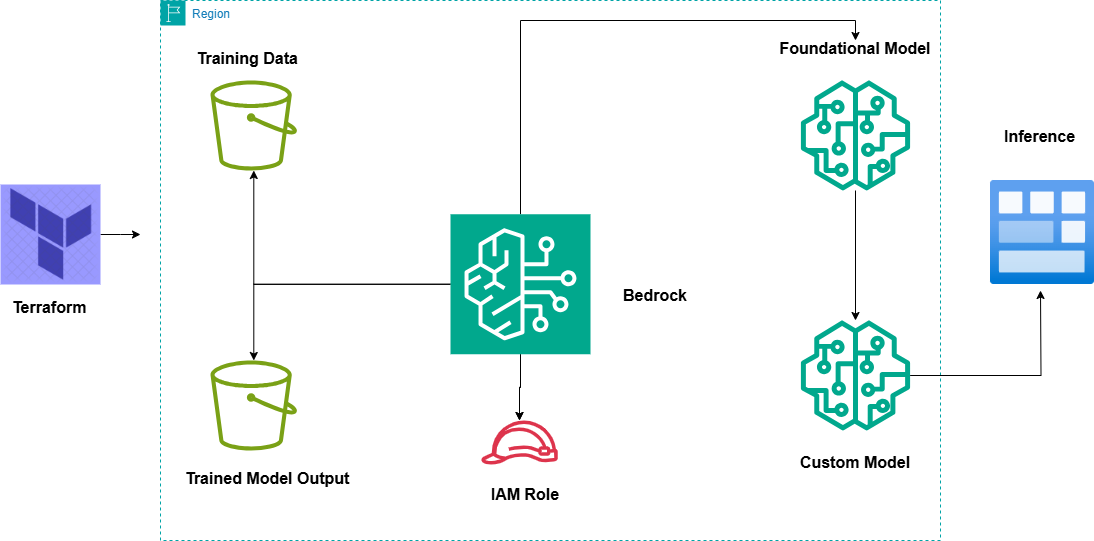 Region
Training Data
Foundational Model
Inference
Terraform
Bedrock
Trained Model Output
IAM Role
Custom Model